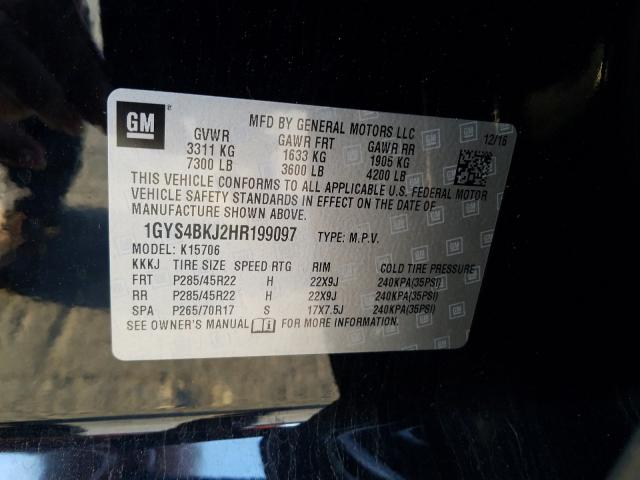 GM
MFD BY GENERAL MOTORS LLC
12/16
GVWR GAWR FRT GAWR RR
3311 KG 1633 KG 1905 KG
7300 LB 3600 LB 4200 LB
THIS VEHICLE CONFORMS TO ALL APPLICABLE U.S. FEDERAL MOTOR
VEHICLE SAFETY STANDARDS IN EFFECT ON THE DATE OF
MANUFACTURE SHOWN ABOVE.
1GYS4BKJ2HR199097 TYPE: M.P.V.
MODEL: K15706
KKKJ TIRE SIZE SPEED RTG RIM COLD TIRE PRESSURE
FRT P285/45R22 H 22X9J 240KPA(35PSI)
RR P285/45R22 H 22X9J 240KPA(35PSI)
SPA P265/70R17 S 17X7.5J 240KPA(35PSI)
SEE OWNER'S MANUAL FOR MORE INFORMATION.